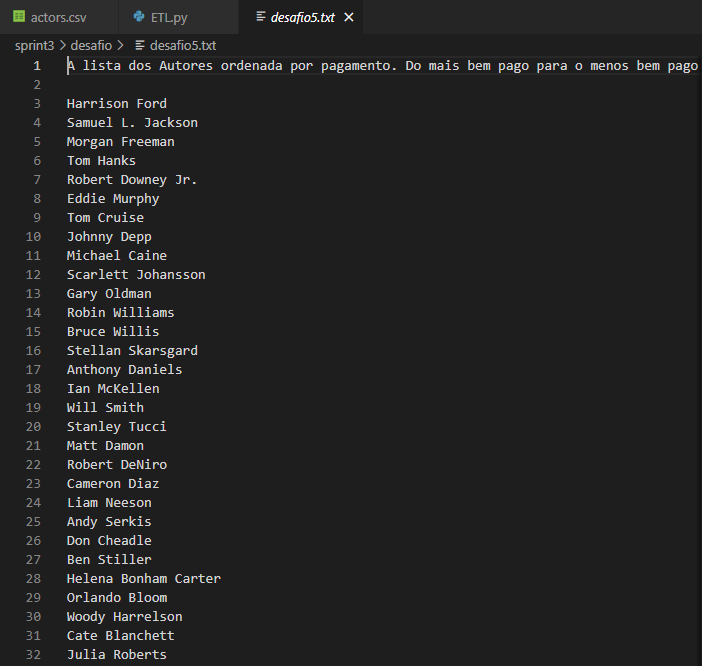 actors.csv ETL.py desafio5.txt
sprint3 > desafio > desafio5.txt
1 A lista dos Autores ordenada por pagamento. Do mais bem pago para o menos bem pago
2
3 Harrison Ford
4 Samuel L. Jackson
5 Morgan Freeman
6 Tom Hanks
7 Robert Downey Jr.
8 Eddie Murphy
9 Tom Cruise
10 Johnny Depp
11 Michael Caine
12 Scarlett Johansson
13 Gary Oldman
14 Robin Williams
15 Bruce Willis
16 Stellan Skarsgard
17 Anthony Daniels
18 Ian McKellen
19 Will Smith
20 Stanley Tucci
21 Matt Damon
22 Robert DeNiro
23 Cameron Diaz
24 Liam Neeson
25 Andy Serkis
26 Don Cheadle
27 Ben Stiller
28 Helena Bonham Carter
29 Orlando Bloom
30 Woody Harrelson
31 Cate Blanchett
32 Julia Roberts